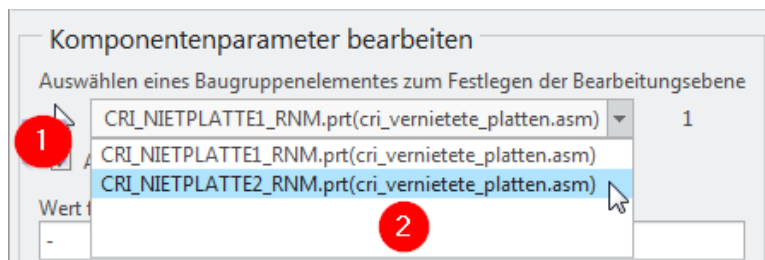 Komponentenparameter bearbeiten
Auswählen eines Baugruppenelementes zum Festlegen der Bearbeitungsebene
CRI_NIETPLATTE1_RNM.prt(cri_vernietete_platten.asm) 1
1
CRI_NIETPLATTE1_RNM.prt(cri_vernietete_platten.asm)
CRI_NIETPLATTE2_RNM.prt(cri_vernietete_platten.asm)
Wert
2
-